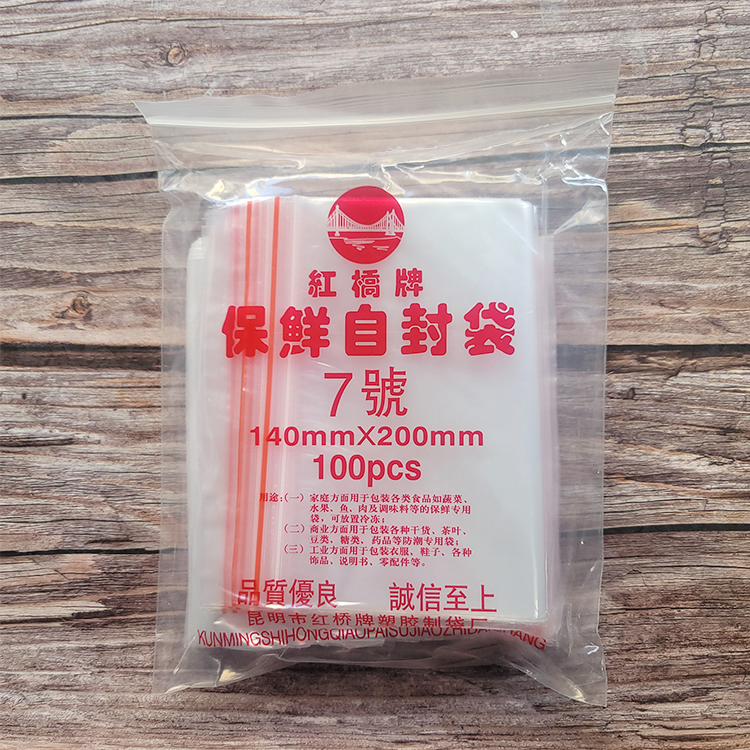 紅橋牌
保鮮自封袋
7號
140mmX200mm
100pcs
用途:(一) 家庭方面用于包装各类食品如蔬菜、
水果、鱼、肉及调味料等的保鲜专用
袋,可放置冷冻;
(二) 商业方面用于包装各种干货、茶叶、
豆类、糖类、药品等防潮专用袋;
(三) 工业方面用于包装衣服、鞋子、各种
饰品、说明书、零配件等。
品質優良 誠信至上
昆明市红桥牌塑胶制袋厂
KUNMINGSHIHONGQIAOPAISUJIAOZHIDAICHANG